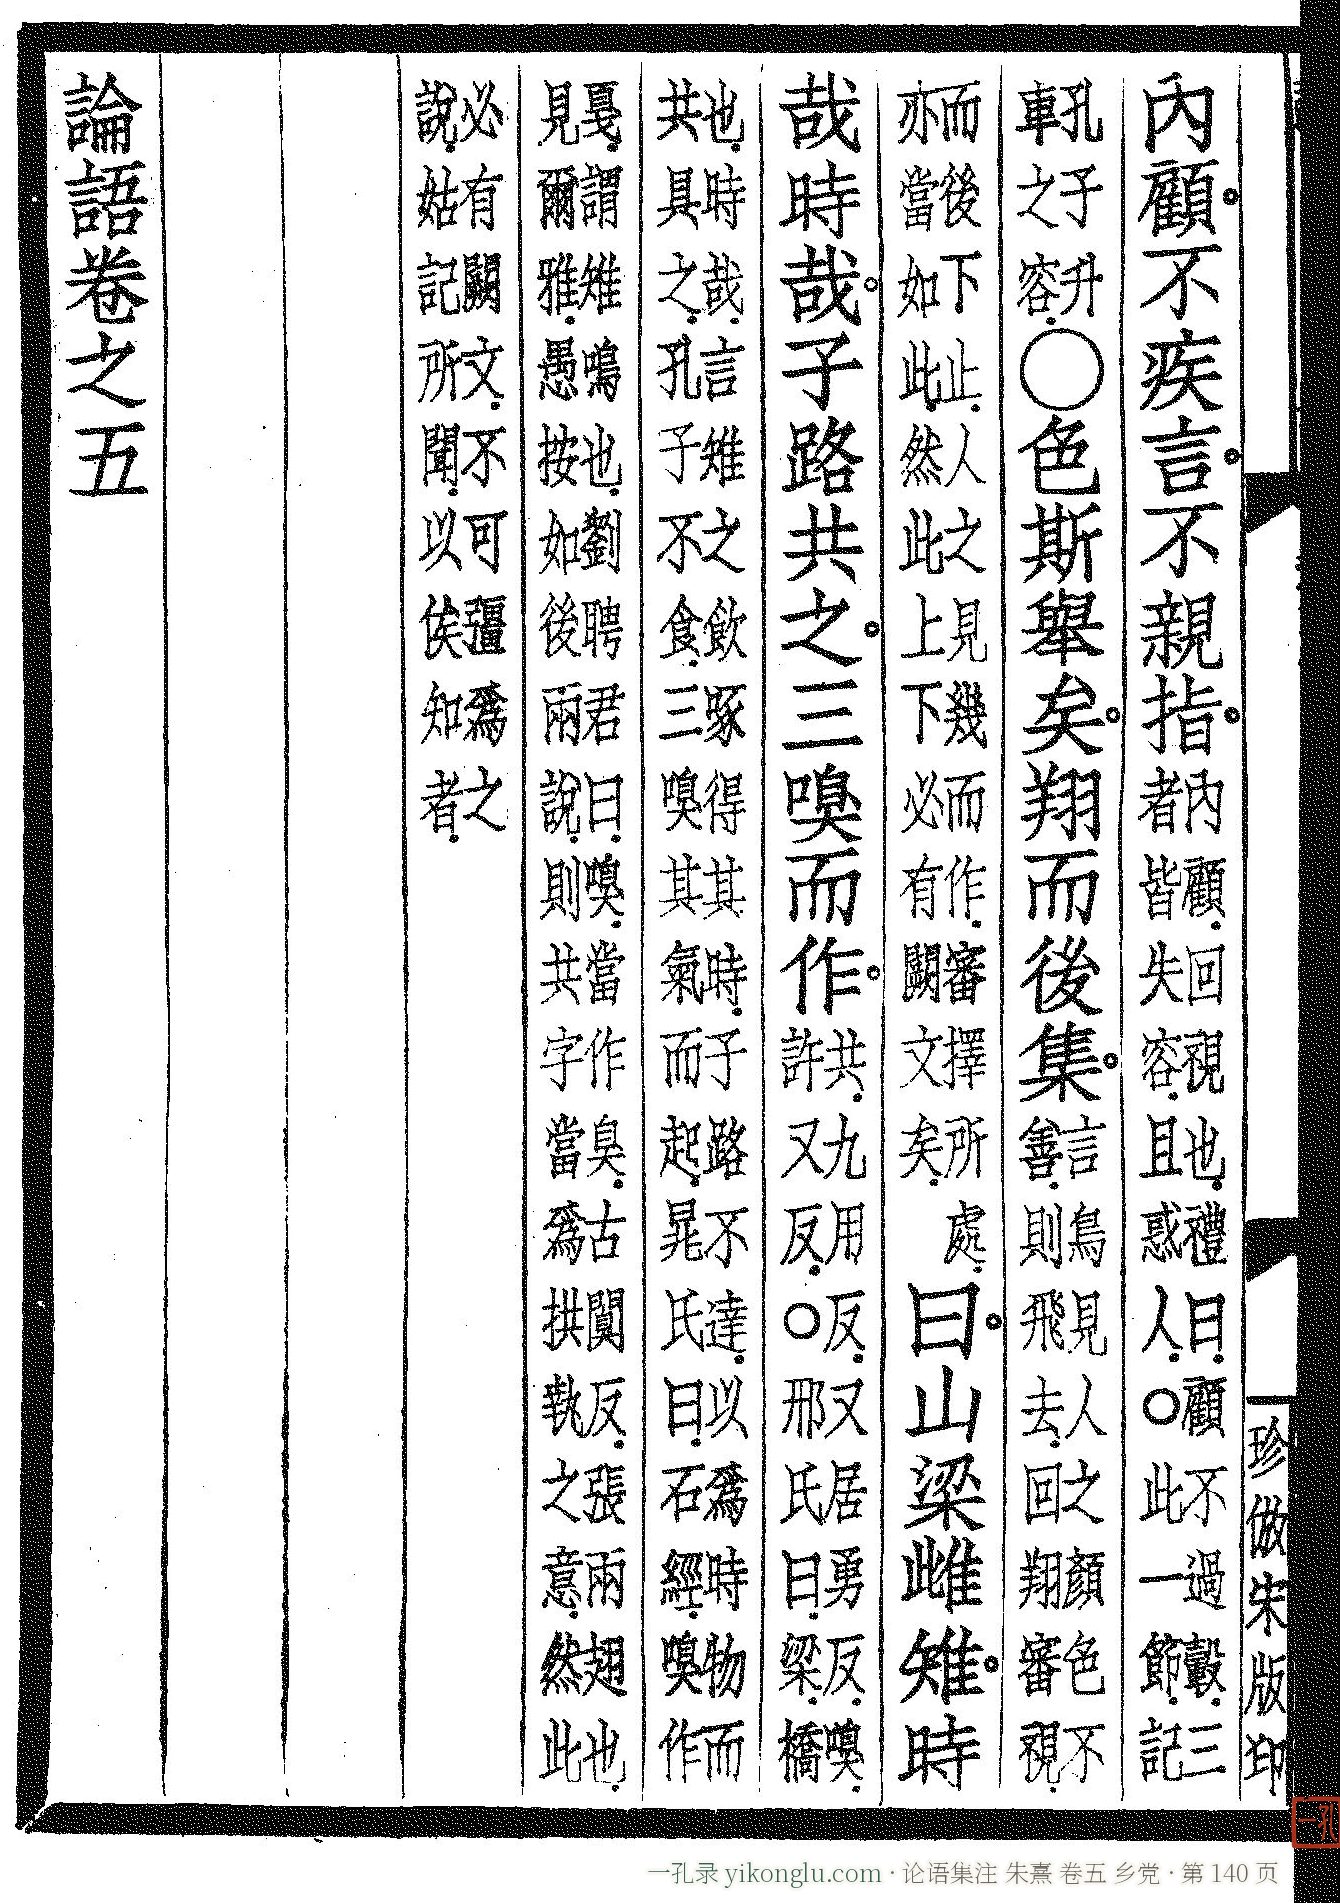 內顧。不疾言。不親指。內顧。回視也。禮曰。顧不過轂。三者皆失容。且惑人。○此一節。記
孔子升車之容。○色斯舉矣。翔而後集。言鳥見人之顏色不善。則飛去。回翔審視。
而後下止。人之見幾而作。審擇所處。亦當如此。然此上下必有闕文矣。曰。山梁雌雉。時
哉時哉。子路共之。三嗅而作。共。九用反。又居勇反。嗅。許又反。○邢氏曰。梁。橋
也。時哉。言雉之飲啄得其時。子路不達。以爲時物而共具之。孔子不食。三嗅其氣而起。晁氏曰。石經。嗅作
戛。謂雉鳴也。劉聘君曰。嗅。當作臭。古闃反。張兩翅也。見爾雅。愚按如後兩說。則共字當爲拱執之意。然此
必有闕文。不可彊爲之說。姑記所聞。以俟知者。
論語卷之五
珍倣宋版印
一孔录 yikonglu.com · 论语集注 朱熹 卷五 乡党 · 第 140 页